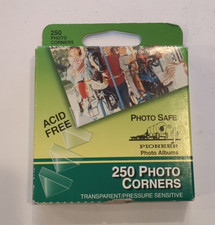 250
PHOTO
CORNERS
ACID
FREE
PHOTO SAFE
PIONEER
Photo Albums
250 PHOTO
CORNERS
TRANSPARENT/PRESSURE SENSITIVE